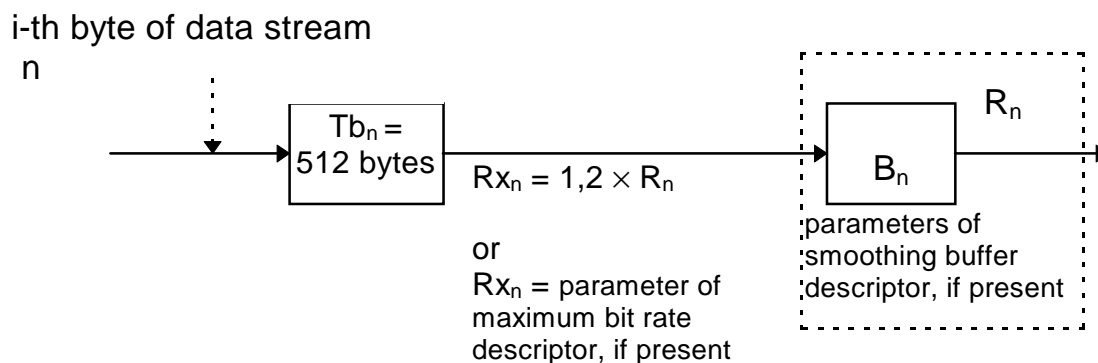 i-th byte of data stream
n
Tbₙ =
512 bytes
Rxₙ = 1,2 × Rₙ
or
Rxₙ = parameter of
maximum bit rate
descriptor, if present
Bₙ
Rₙ
parameters of
smoothing buffer
descriptor, if present